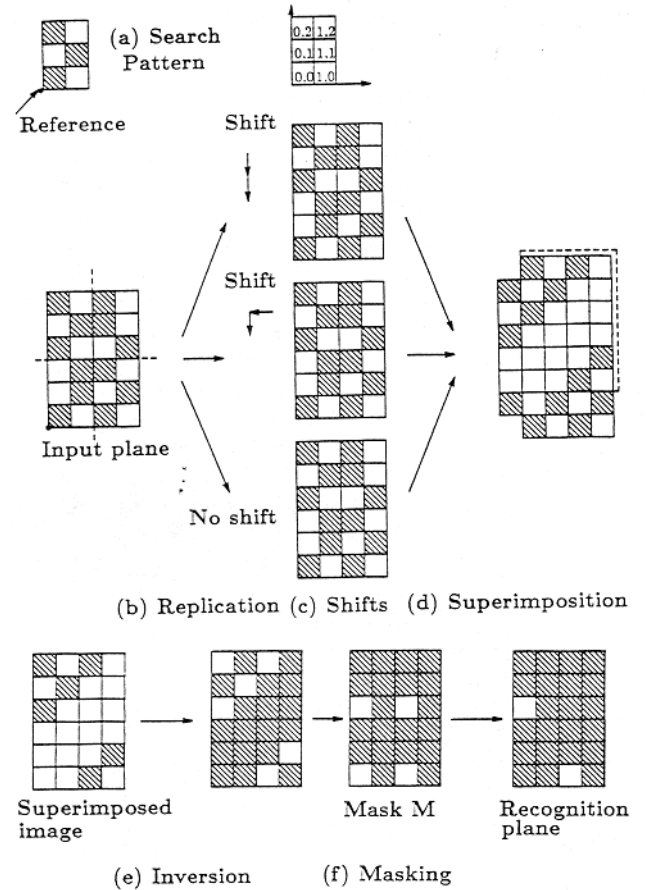 (a) Search
Pattern
0.2 1.2
0.1 1.1
0.0 1.0
Reference
Shift
Shift
Input plane
No shift
(b) Replication (c) Shifts (d) Superimposition
Superimposed
image
Mask M
Recognition
plane
(e) Inversion (f) Masking